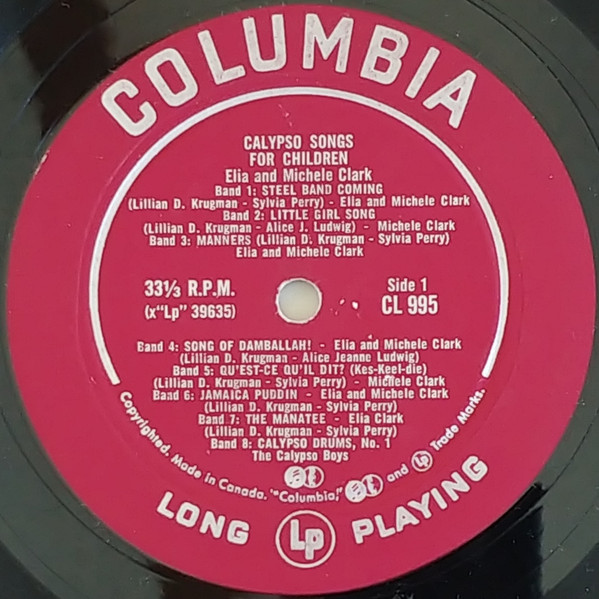 COLUMBIA
CALYPSO SONGS
FOR CHILDREN
Elia and Michele Clark
Band 1: STEEL BAND COMING
(Lillian D. Krugman - Sylvia Perry) - Elia and Michele Clark
Band 2: LITTLE GIRL SONG
(Lillian D. Krugman - Alice J. Ludwig) - Michele Clark
Band 3: MANNERS (Lillian D. Krugman - Sylvia Perry)
Elia and Michele Clark
33⅓ R.P.M.
(x"Lp" 39635)
Side 1
CL 995
Band 4: SONG OF DAMBALLAH! - Elia and Michele Clark
(Lillian D. Krugman - Alice Jeanne Ludwig)
Band 5: QU'EST-CE QU'IL DIT? (Kes-Keel-die)
(Lillian D. Krugman - Sylvia Perry) - Michele Clark
Band 6: JAMAICA PUDDIN - Elia and Michele Clark
(Lillian D. Krugman - Sylvia Perry)
Band 7: THE MANATEE - Elia Clark
(Lillian D. Krugman - Sylvia Perry)
Band 8: CALYPSO DRUMS, No. 1
The Calypso Boys
Copyrighted. Made in Canada. "Columbia," and Lp Trade Marks.
LONG Lp PLAYING